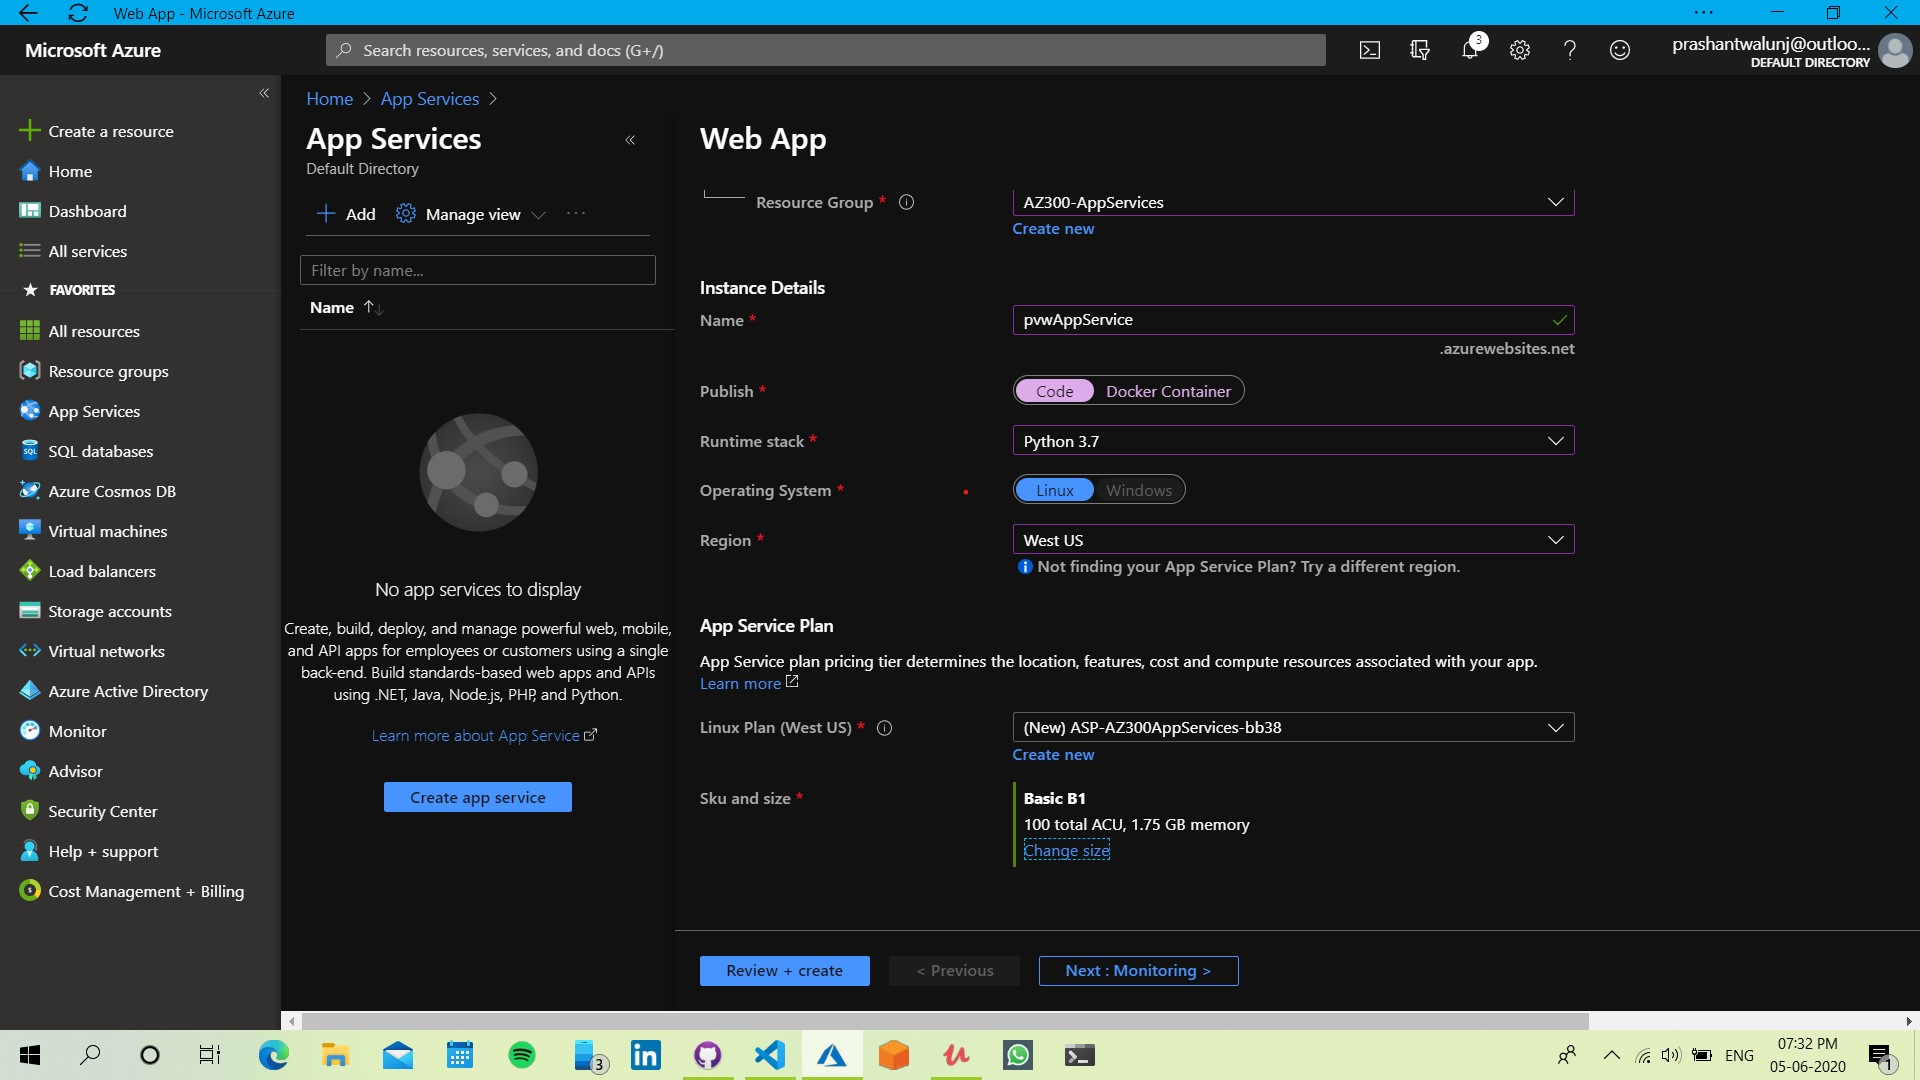 Web App - Microsoft Azure
Microsoft Azure
Search resources, services, and docs (G+/)
3
prashantwalunj@outloo...
DEFAULT DIRECTORY
Create a resource
Home
Dashboard
All services
FAVORITES
All resources
Resource groups
App Services
SQL databases
Azure Cosmos DB
Virtual machines
Load balancers
Storage accounts
Virtual networks
Azure Active Directory
Monitor
Advisor
Security Center
Help + support
Cost Management + Billing
Home > App Services >
App Services
Default Directory
Add Manage view ...
Filter by name...
Name ↑↓
No app services to display
Create, build, deploy, and manage powerful web, mobile,
and API apps for employees or customers using a single
back-end. Build standards-based web apps and APIs
using .NET, Java, Node.js, PHP, and Python.
Learn more about App Service
Create app service
Web App
Resource Group *
AZ300-AppServices
Create new
Instance Details
Name *
pvwAppService
.azurewebsites.net
Publish *
Code Docker Container
Runtime stack *
Python 3.7
Operating System *
Linux Windows
Region *
West US
Not finding your App Service Plan? Try a different region.
App Service Plan
App Service plan pricing tier determines the location, features, cost and compute resources associated with your app.
Learn more
Linux Plan (West US) *
(New) ASP-AZ300AppServices-bb38
Create new
Sku and size *
Basic B1
100 total ACU, 1.75 GB memory
Change size
Review + create
< Previous
Next : Monitoring >
3
ENG
07:32 PM
05-06-2020
1